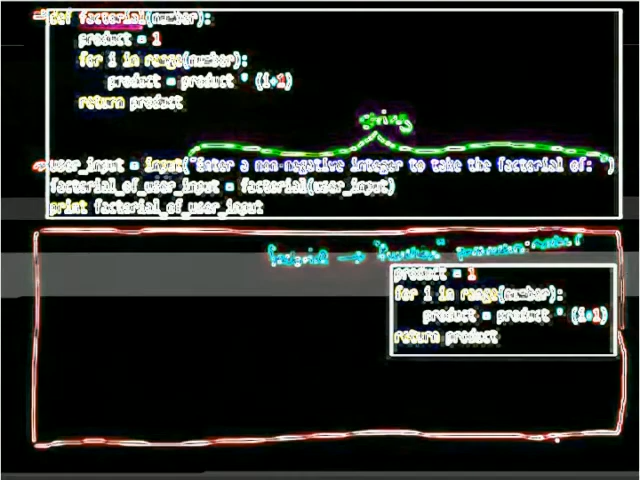 def factorial(number):
product = 1
for i in range(number):
product = product * (i+1)
return product
string
user_input = input("Enter a non-negative integer to take the factorial of: ")
factorial_of_user_input = factorial(user_input)
print factorial_of_user_input
factorial → "function"
product = 1
for i in range(number):
product = product * (i+1)
return product